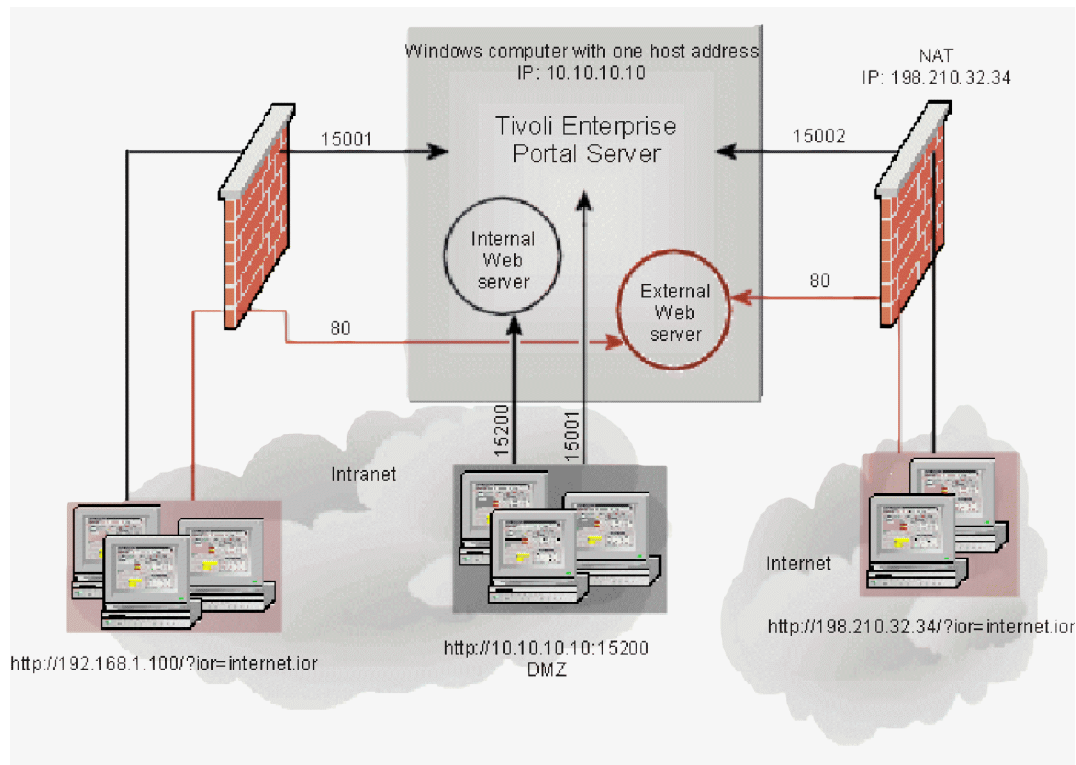 Windows computer with one host address
IP: 10.10.10.10
NAT
IP: 198.210.32.34
Tivoli Enterprise
Portal Server
15001
15002
Internal
Web
server
External
Web
server
80
80
15200
15001
Intranet
Internet
http://192.168.1.100/?ior=internet.ior
http://10.10.10.10:15200
DMZ
http://198.210.32.34/?ior=internet.ior